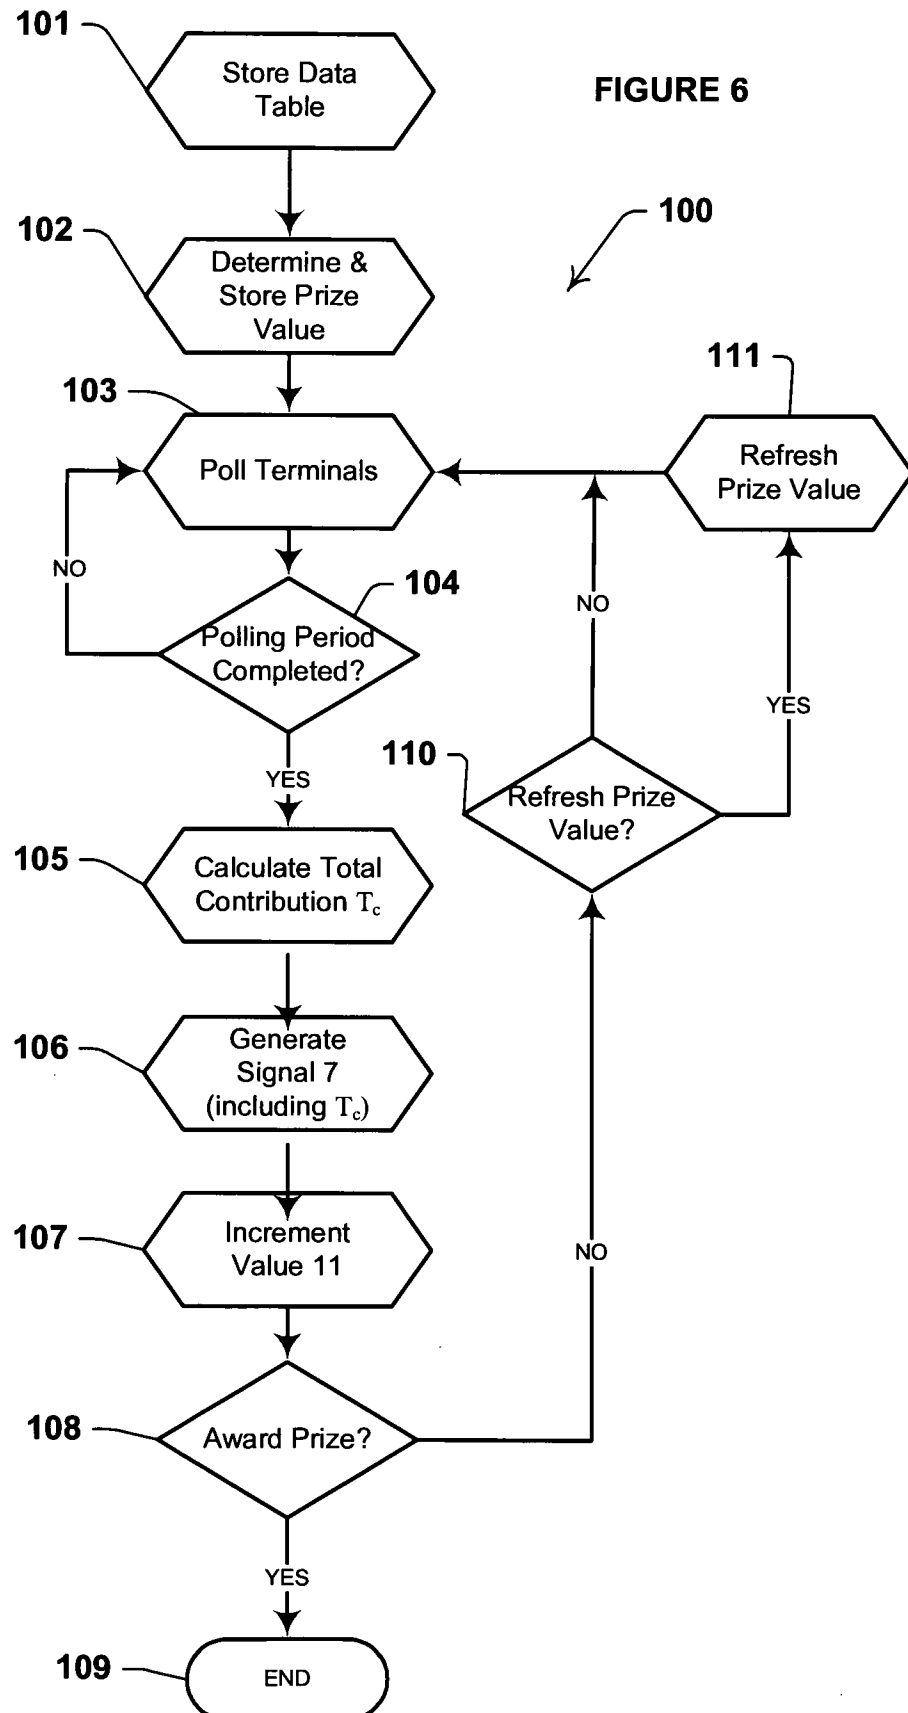 101
Store Data
Table
FIGURE 6
100
102
Determine &
Store Prize
Value
111
Refresh
Prize Value
103
Poll Terminals
NO
104
Polling Period
Completed?
NO
YES
YES
110
Refresh Prize
Value?
105
Calculate Total
Contribution Tc
106
Generate
Signal 7
(including Tc)
107
Increment
Value 11
NO
108
Award Prize?
YES
109
END